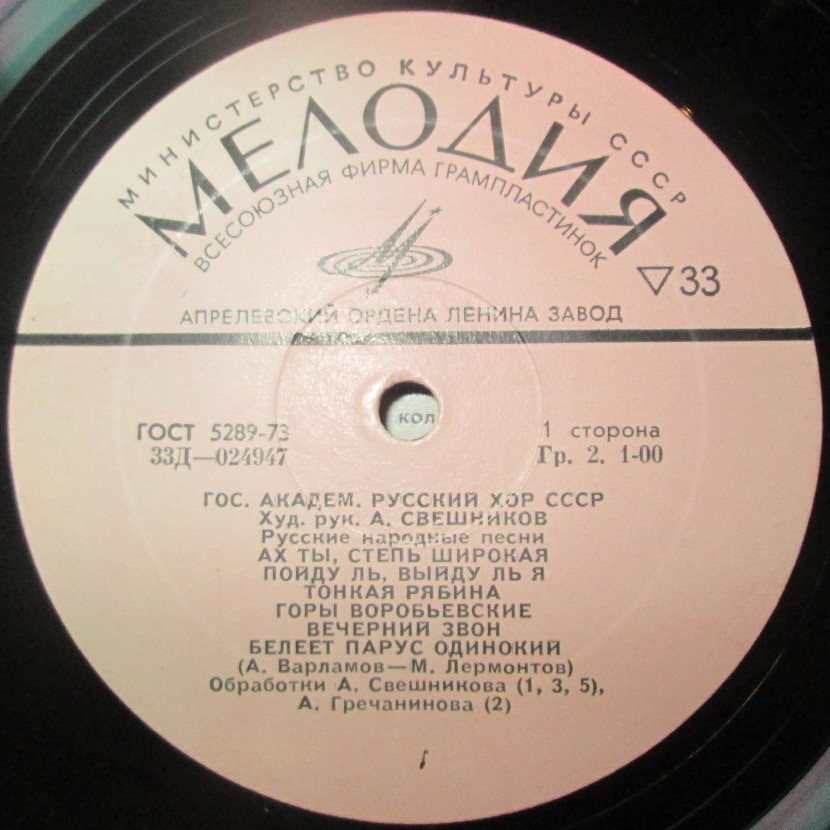 МИНИСТЕРСТВО КУЛЬТУРЫ СССР
МЕЛОДИЯ
ВСЕСОЮЗНАЯ ФИРМА ГРАМПЛАСТИНОК
▽33
АПРЕЛЕВСКИЙ ОРДЕНА ЛЕНИНА ЗАВОД
КОЛ
ГОСТ 5289-73 1 сторона
33Д—024947 Гр. 2. 1-00
ГОС. АКАДЕМ. РУССКИЙ ХОР СССР
Худ. рук. А. СВЕШНИКОВ
Русские народные песни
АХ ТЫ, СТЕПЬ ШИРОКАЯ
ПОЙДУ ЛЬ, ВЫЙДУ ЛЬ Я
ТОНКАЯ РЯБИНА
ГОРЫ ВОРОБЬЕВСКИЕ
ВЕЧЕРНИЙ ЗВОН
БЕЛЕЕТ ПАРУС ОДИНОКИЙ
(А. Варламов—М. Лермонтов)
Обработки А. Свешникова (1, 3, 5),
А. Гречанинова (2)